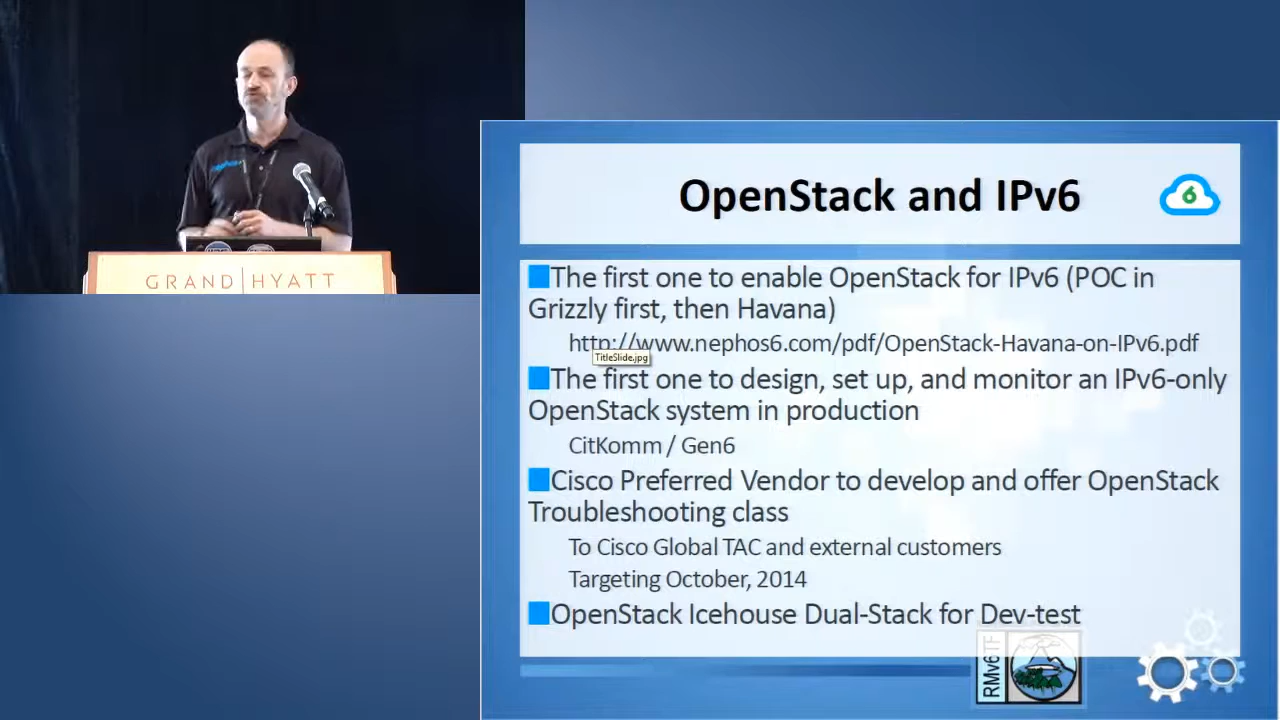 GRAND HYATT
OpenStack and IPv6
6
The first one to enable OpenStack for IPv6 (POC in
Grizzly first, then Havana)
http://www.nephos6.com/pdf/OpenStack-Havana-on-IPv6.pdf
TitleSlide.jpg
The first one to design, set up, and monitor an IPv6-only
OpenStack system in production
CitKomm / Gen6
Cisco Preferred Vendor to develop and offer OpenStack
Troubleshooting class
To Cisco Global TAC and external customers
Targeting October, 2014
OpenStack Icehouse Dual-Stack for Dev-test
RMv6TF